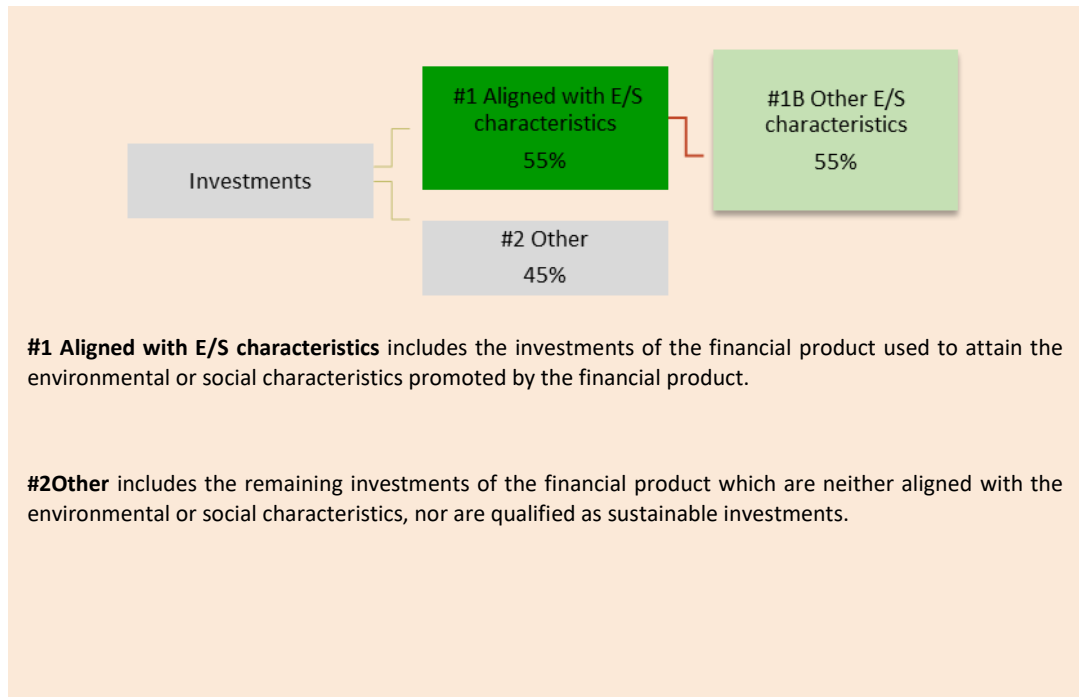 #1 Aligned with E/S
characteristics
55%
#1B Other E/S
characteristics
55%
Investments
#2 Other
45%
#1 Aligned with E/S characteristics includes the investments of the financial product used to attain the
environmental or social characteristics promoted by the financial product.
#2Other includes the remaining investments of the financial product which are neither aligned with the
environmental or social characteristics, nor are qualified as sustainable investments.